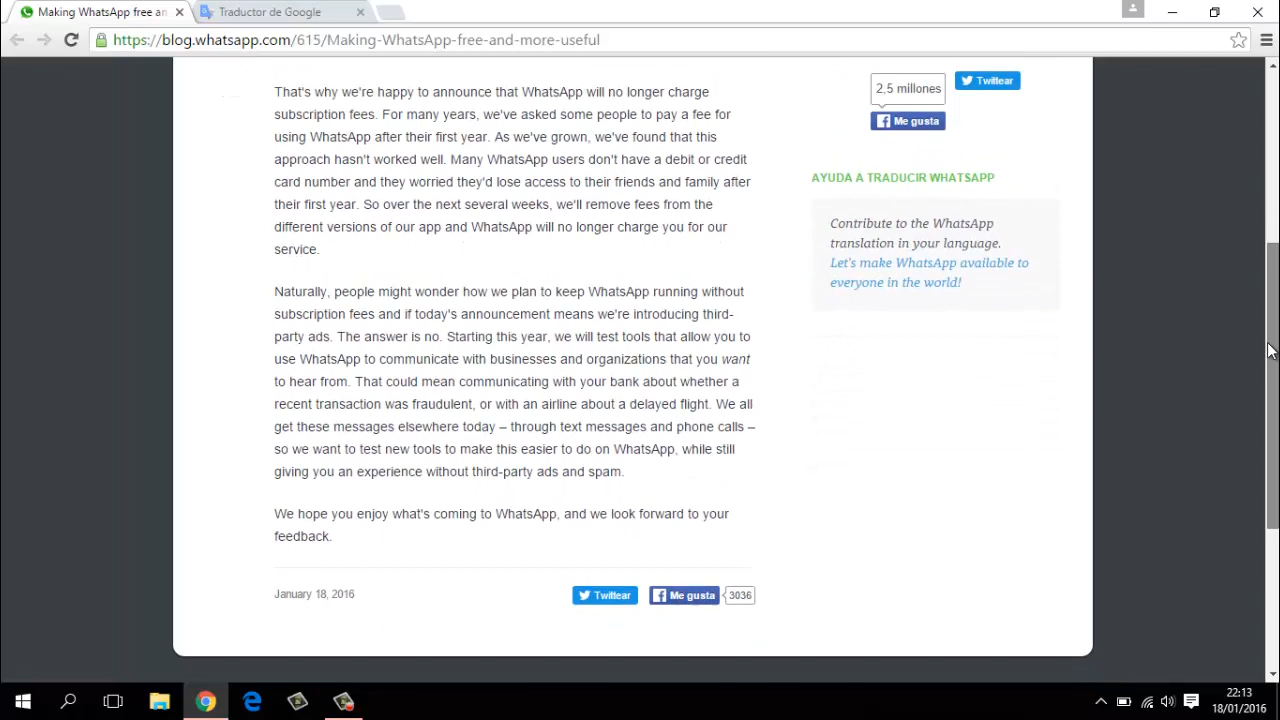 Making WhatsApp free an
Traductor de Google
https://blog.whatsapp.com/615/Making-WhatsApp-free-and-more-useful
That's why we're happy to announce that WhatsApp will no longer charge
subscription fees. For many years, we've asked some people to pay a fee for
using WhatsApp after their first year. As we've grown, we've found that this
approach hasn't worked well. Many WhatsApp users don't have a debit or credit
card number and they worried they'd lose access to their friends and family after
their first year. So over the next several weeks, we'll remove fees from the
different versions of our app and WhatsApp will no longer charge you for our
service.
Naturally, people might wonder how we plan to keep WhatsApp running without
subscription fees and if today's announcement means we're introducing third-
party ads. The answer is no. Starting this year, we will test tools that allow you to
use WhatsApp to communicate with businesses and organizations that you want
to hear from. That could mean communicating with your bank about whether a
recent transaction was fraudulent, or with an airline about a delayed flight. We all
get these messages elsewhere today – through text messages and phone calls –
so we want to test new tools to make this easier to do on WhatsApp, while still
giving you an experience without third-party ads and spam.
We hope you enjoy what's coming to WhatsApp, and we look forward to your
feedback.
January 18, 2016
Twittear
Me gusta
3036
2,5 millones
Twittear
Me gusta
AYUDA A TRADUCIR WHATSAPP
Contribute to the WhatsApp
translation in your language.
Let's make WhatsApp available to
everyone in the world!
22:13
18/01/2016